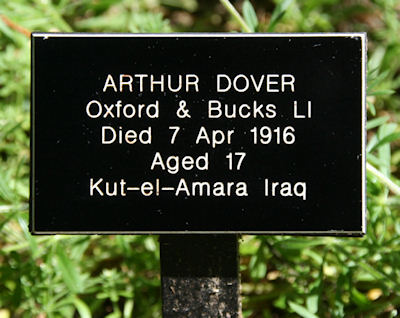 ARTHUR DOVER
Oxford & Bucks LI
Died 7 Apr 1916
Aged 17
Kut-el-Amara Iraq